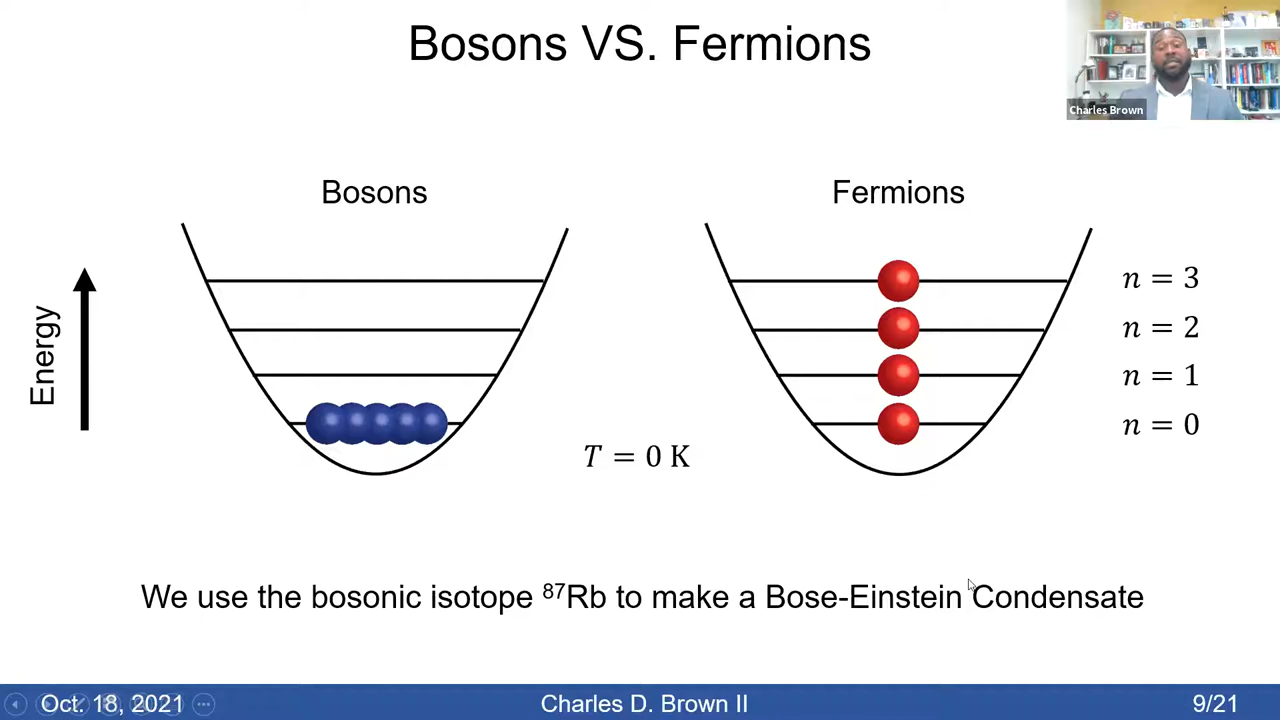 Bosons VS. Fermions
Charles Brown
Bosons
Fermions
Energy
n = 3
n = 2
n = 1
n = 0
T = 0 K
We use the bosonic isotope ⁸⁷Rb to make a Bose-Einstein Condensate
Oct. 18, 2021
Charles D. Brown II
9/21